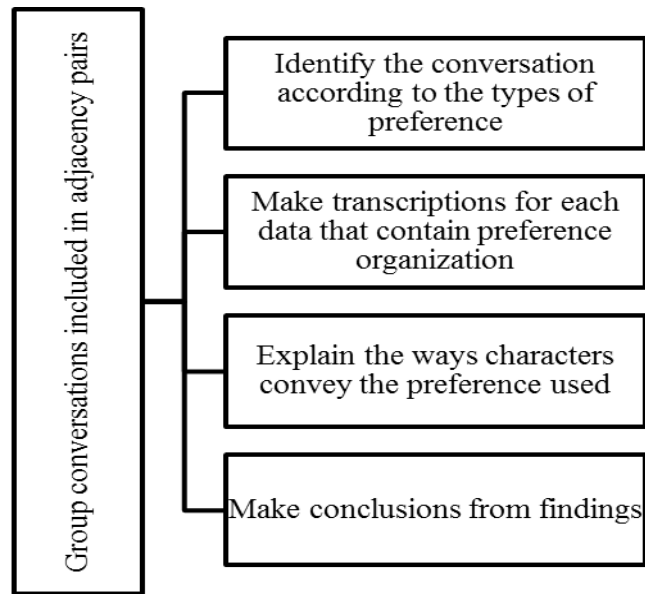 Group conversations included in adjacency pairs
Identify the conversation
according to the types of
preference
Make transcriptions for each
data that contain preference
organization
Explain the ways characters
convey the preference used
Make conclusions from findings